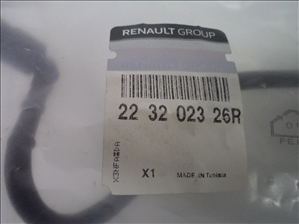 RENAULT GROUP
22 32 023 26R
X1
MADE IN Tunisia